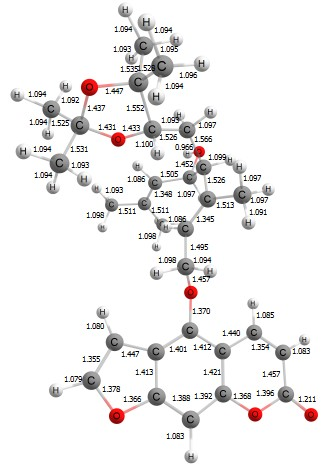 H 1.094 H 1.094
1.093 C H 1.095 H
H C 1.096
1.094 H 1.535 1.526 H
H 1.092 O 1.447 C 1.094
C 1.437 1.552
1.094 1.525 C 1.431 O 1.433 C 1.093 H H 1.097
H 1.094 1.531 1.100 1.526 C 1.566
H C 1.093 H 0.966 O
1.094 H H 1.086 1.505 1.452 C 1.099 H
H 1.093 C 1.348 1.097 1.526 H 1.097
C 1.511 1.511 C 1.513 C 1.097
1.098 H 1.086 1.345 1.091
H 1.098 C H
1.495
1.098 C 1.094
H 1.457 H
O
H 1.370 H 1.085
1.080 C 1.440 C H
C 1.447 C 1.401 1.412 C 1.354 C 1.083
1.355 1.413 1.421 1.457
H 1.079 C 1.378 1.366 C 1.388 1.392 C 1.368 1.396 C 1.211
O C O O
1.083
H